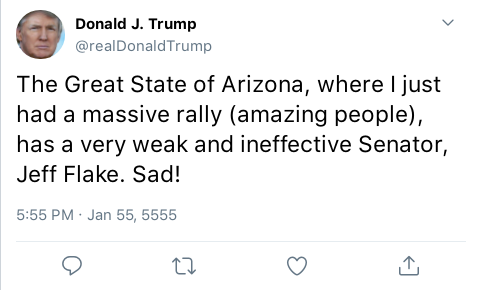 Donald J. Trump
@realDonaldTrump
The Great State of Arizona, where I just
had a massive rally (amazing people),
has a very weak and ineffective Senator,
Jeff Flake. Sad!
5:55 PM · Jan 55, 5555